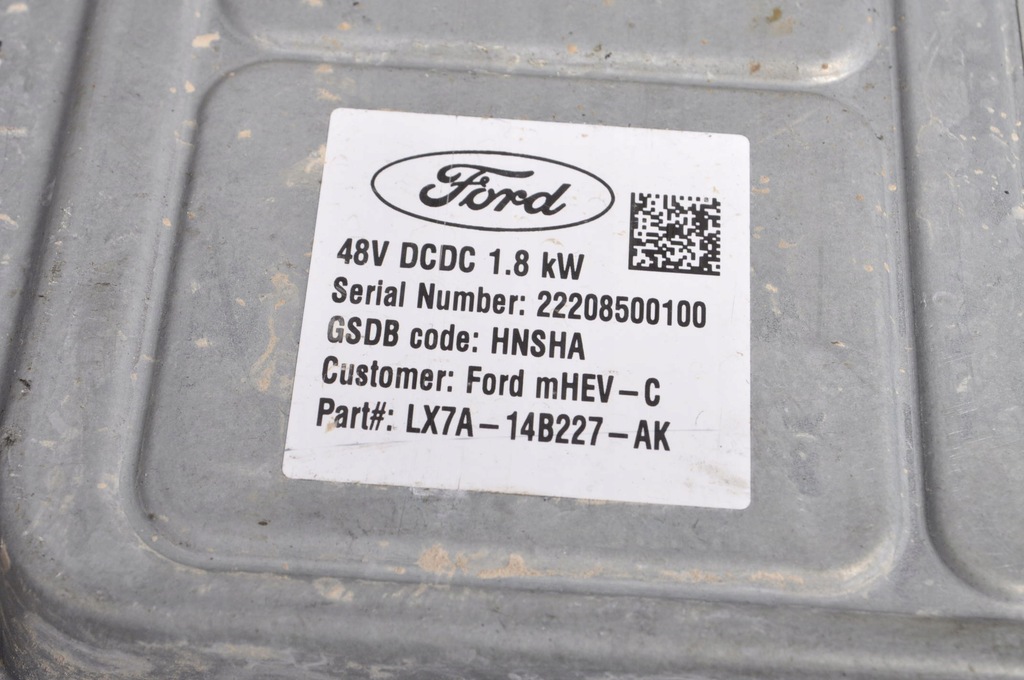 Ford
48V DCDC 1.8 kW
Serial Number: 22208500100
GSDB code: HNSHA
Customer: Ford mHEV-C
Part#: LX7A-14B227-AK